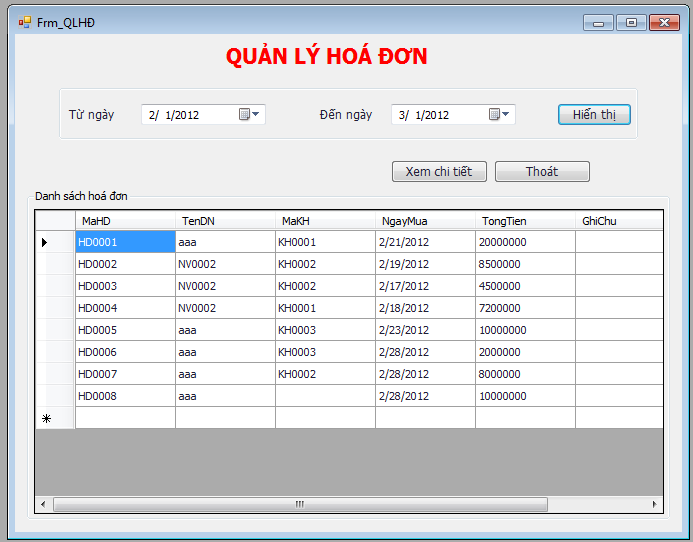 Frm_QLHĐ
QUẢN LÝ HOÁ ĐƠN
Từ ngày 2/ 1/2012 Đến ngày 3/ 1/2012 Hiển thị
Xem chi tiết Thoát
Danh sách hoá đơn
MaHD TenDN MaKH NgayMua TongTien GhiChu
HD0001 aaa KH0001 2/21/2012 20000000
HD0002 NV0002 KH0002 2/19/2012 8500000
HD0003 NV0002 KH0002 2/17/2012 4500000
HD0004 NV0002 KH0001 2/18/2012 7200000
HD0005 aaa KH0003 2/23/2012 10000000
HD0006 aaa KH0003 2/28/2012 2000000
HD0007 aaa KH0002 2/28/2012 8000000
HD0008 aaa 2/28/2012 10000000